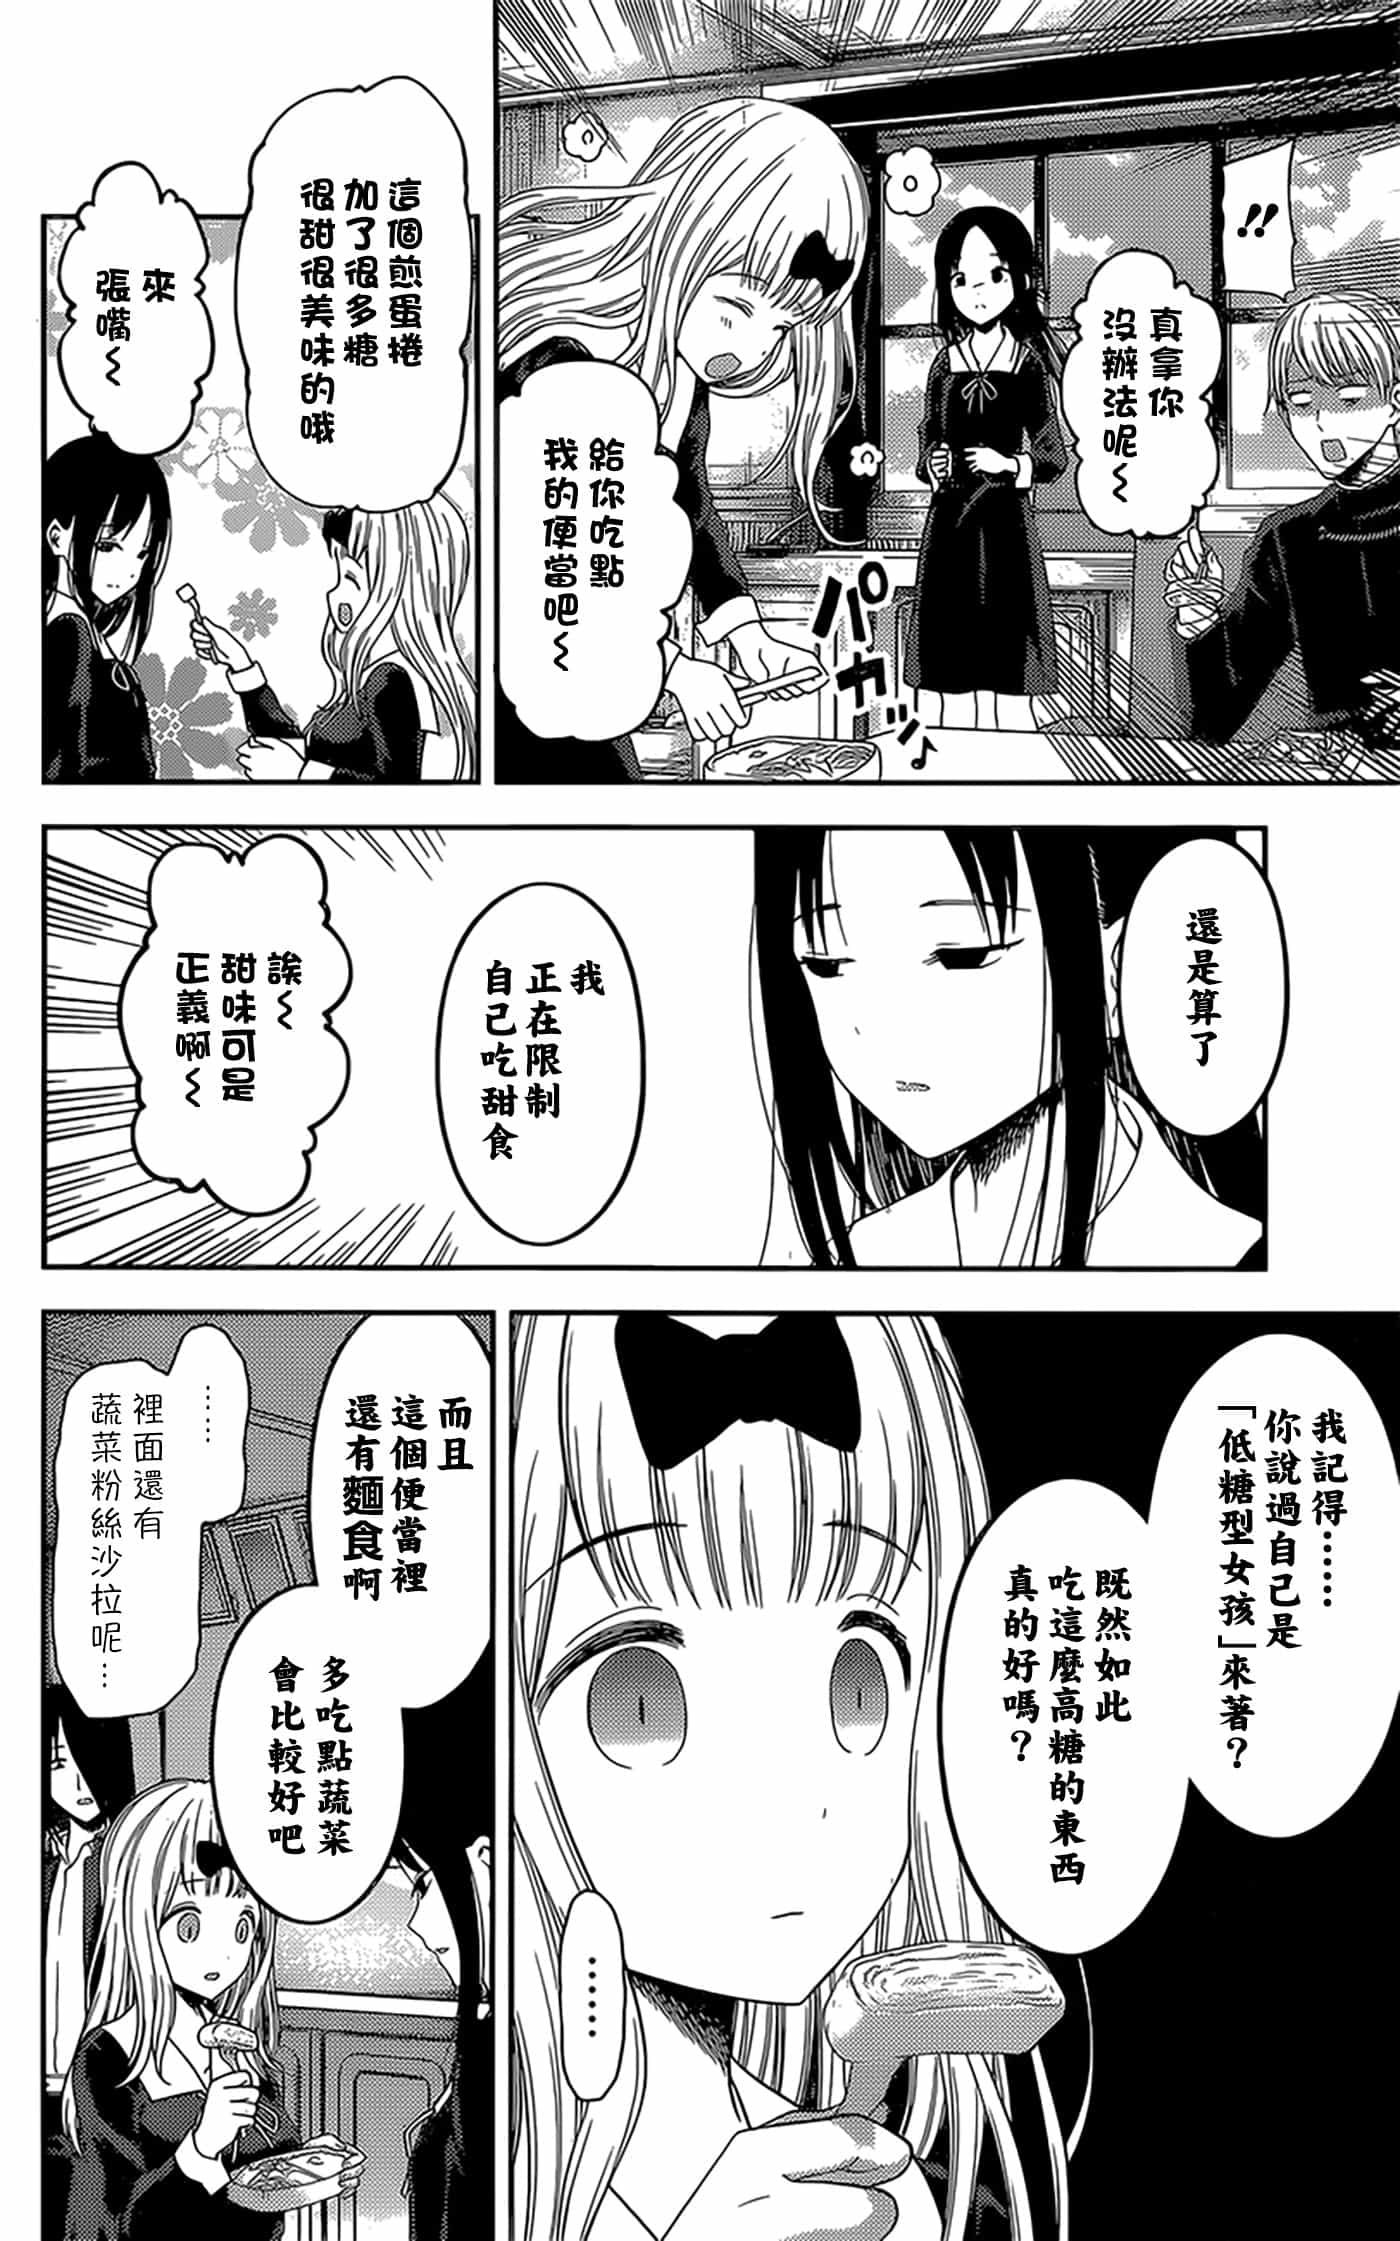 !!
真拿你
沒辦法呢～
給你吃點
我的便當吧～
パカッ♪
這個煎蛋捲
加了很多糖
很甜很美味的哦
來
張嘴～
還是算了
我
正在限制
自己吃甜食
誒～
甜味可是
正義啊～
我記得……
你說過自己是
「低糖型女孩」來著？
既然如此
吃這麼高糖的東西
真的好嗎？
……
而且
這個便當裡
還有麵食啊
多吃點蔬菜
會比較好吧
……
裡面還有
蔬菜粉絲沙拉呢…